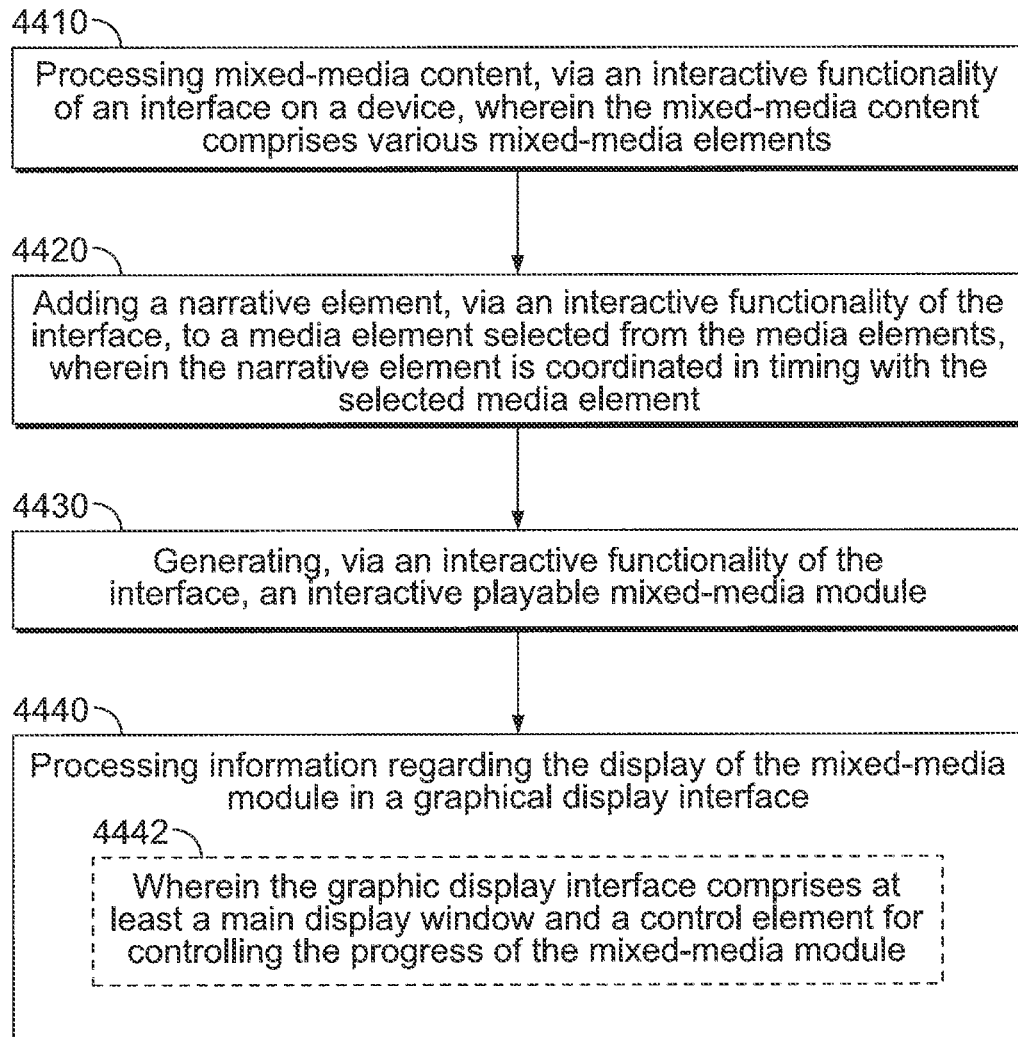 4410
Processing mixed-media content, via an interactive functionality
of an interface on a device, wherein the mixed-media content
comprises various mixed-media elements
4420
Adding a narrative element, via an interactive functionality of the
interface, to a media element selected from the media elements,
wherein the narrative element is coordinated in timing with the
selected media element
4430
Generating, via an interactive functionality of the
interface, an interactive playable mixed-media module
4440
Processing information regarding the display of the mixed-media
module in a graphical display interface
4442
Wherein the graphic display interface comprises at
least a main display window and a control element for
controlling the progress of the mixed-media module